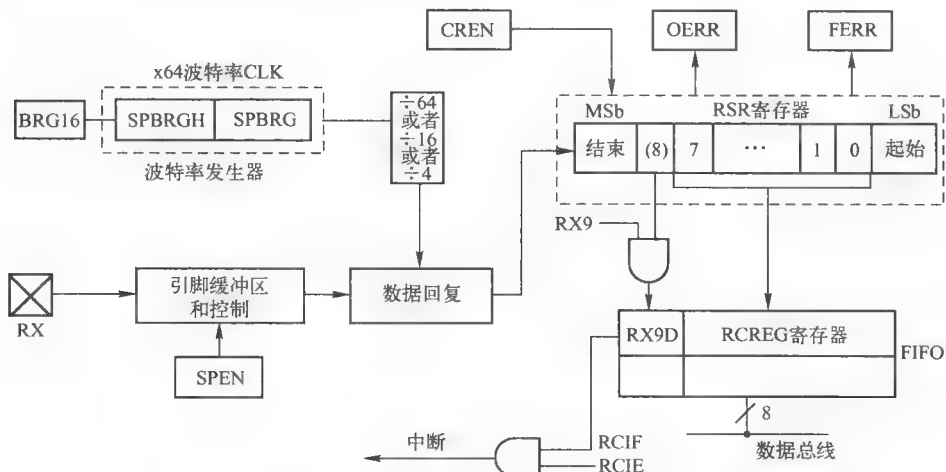 CREN
OERR
FERR
x64波特率CLK
BRG16
SPBRGH
SPBRG
波特率发生器
÷64
或者
÷16
或者
÷4
MSb
RSR寄存器
LSb
结束
(8)
7
…
1
0
起始
RX9
RX
引脚缓冲区
和控制
数据回复
SPEN
RX9D
RCREG寄存器
FIFO
8
数据总线
中断
RCIF
RCIE